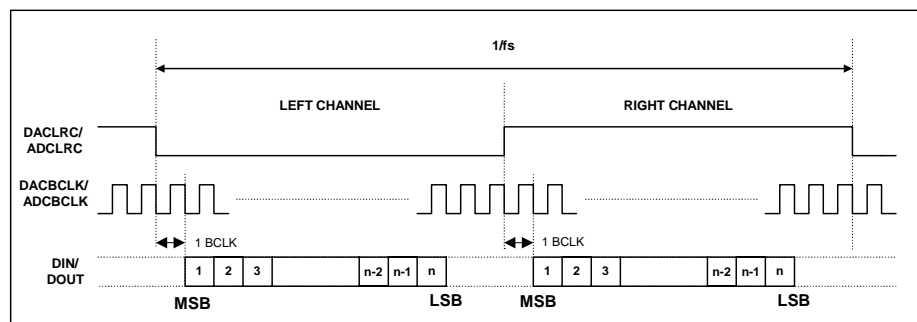 1/fs
LEFT CHANNEL RIGHT CHANNEL
DACLRC/
ADCLRC
DACBCLK/
ADCBCLK
1 BCLK 1 BCLK
DIN/
DOUT
1 2 3 n-2 n-1 n 1 2 3 n-2 n-1 n
MSB LSB MSB LSB